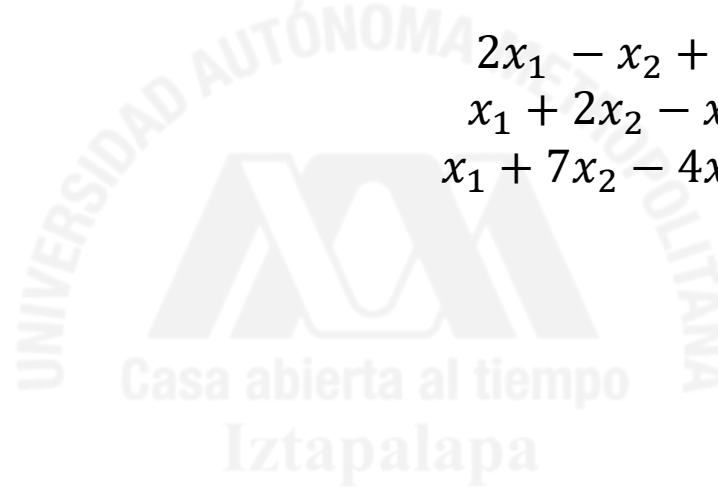 2x₁ − x₂ +
x₁ + 2x₂ − x
x₁ + 7x₂ − 4x
UNIVERSIDAD AUTÓNOMA METROPOLITANA
Casa abierta al tiempo
Iztapalapa